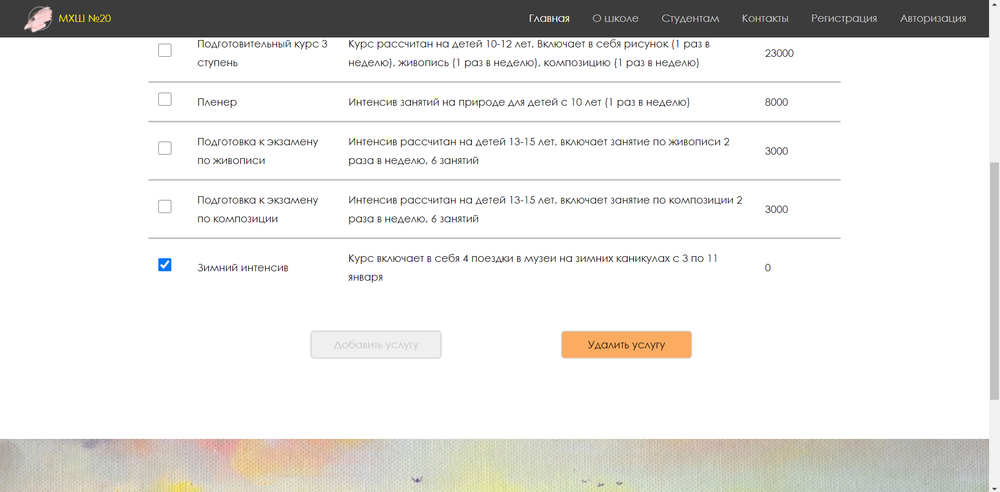 МХШ №20
Главная
О школе
Студентам
Контакты
Регистрация
Авторизация
Подготовительный курс 3
ступень
Курс рассчитан на детей 10-12 лет. Включает в себя рисунок (1 раз в
неделю), живопись (1 раз в неделю), композицию (1 раз в неделю)
23000
Пленер
Интенсив занятий на природе для детей с 10 лет (1 раз в неделю)
8000
Подготовка к экзамену
по живописи
Интенсив рассчитан на детей 13-15 лет, включает занятие по живописи 2
раза в неделю, 6 занятий
3000
Подготовка к экзамену
по композиции
Интенсив рассчитан на детей 13-15 лет, включает занятие по композиции 2
раза в неделю, 6 занятий
3000
Зимний интенсив
Курс включает в себя 4 поездки в музеи на зимних каникулах с 3 по 11
января
0
Добавить услугу
Удалить услугу